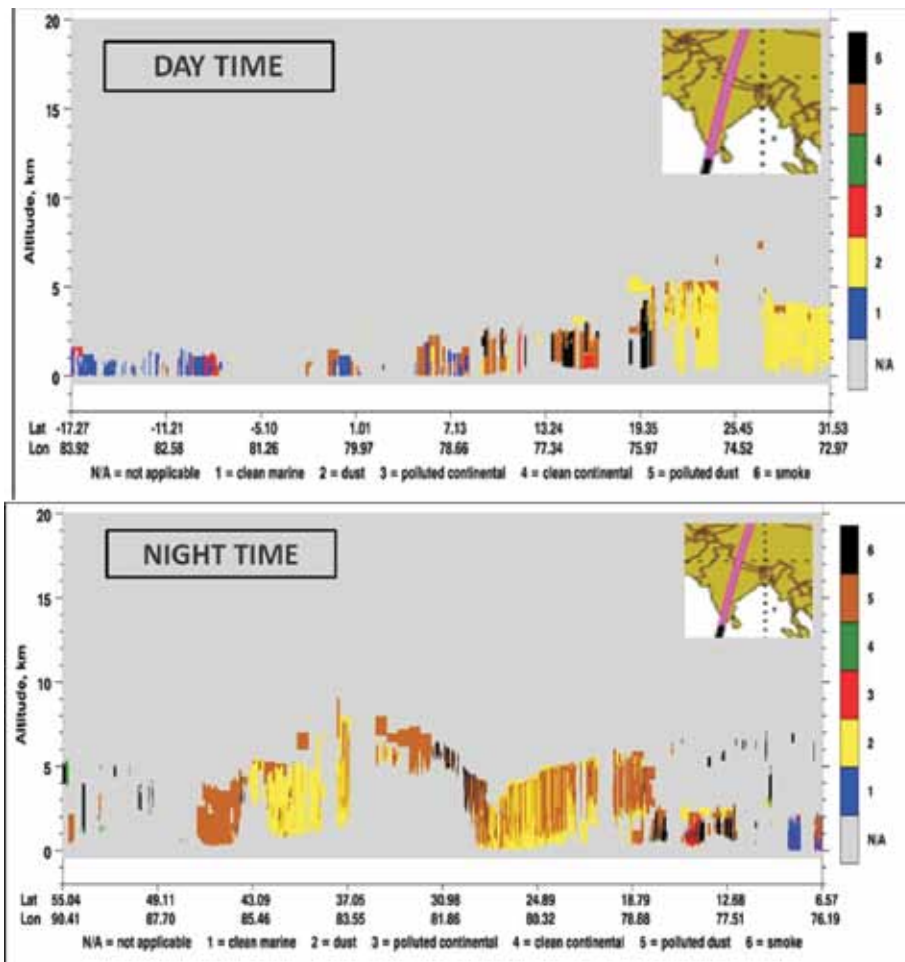 DAY TIME
20
15
10
5
0
Altitude, km
6
5
4
3
2
1
N/A
Lat -17.27 -11.21 -5.10 1.01 7.13 13.24 19.35 25.45 31.53
Lon 83.92 82.58 81.26 79.97 78.66 77.34 75.97 74.52 72.97
N/A = not applicable 1 = clean marine 2 = dust 3 = polluted continental 4 = clean continental 5 = polluted dust 6 = smoke
NIGHT TIME
20
15
10
5
0
Altitude, km
6
5
4
3
2
1
N/A
Lat 55.04 49.11 43.09 37.05 30.98 24.89 18.79 12.68 6.57
Lon 90.41 87.70 85.46 83.55 81.86 80.32 78.88 77.51 76.19
N/A = not applicable 1 = clean marine 2 = dust 3 = polluted continental 4 = clean continental 5 = polluted dust 6 = smoke